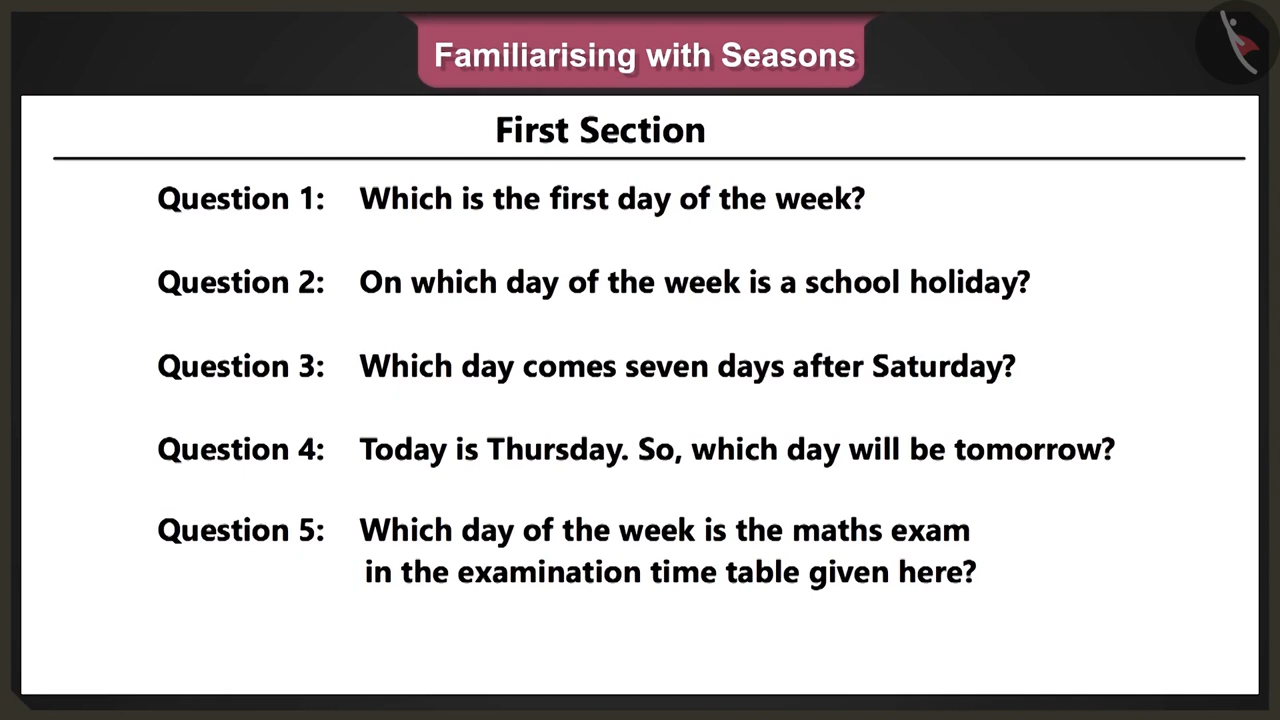 Familiarising with Seasons
First Section
Question 1: Which is the first day of the week?
Question 2: On which day of the week is a school holiday?
Question 3: Which day comes seven days after Saturday?
Question 4: Today is Thursday. So, which day will be tomorrow?
Question 5: Which day of the week is the maths exam
in the examination time table given here?